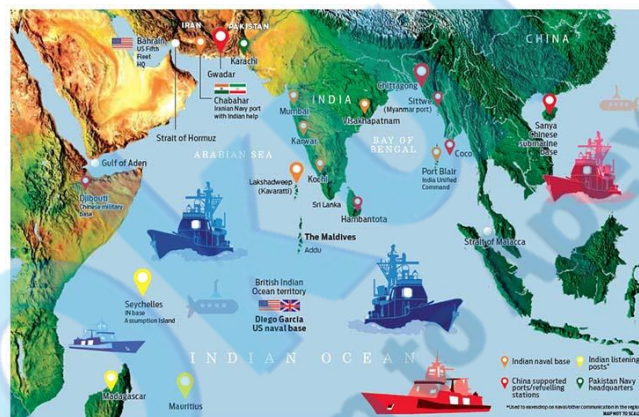 IRAN
PAKISTAN
CHINA
Bahrain
US Fifth
Fleet
HQ
Gwadar
Karachi
Chabahar
Iranian Navy port
with Indian help
Strait of Hormuz
Chittagong
Sittwe
(Myanmar port)
INDIA
Mumbai
Visakhapatnam
Sanya
Chinese
submarine
base
Karwar
ARABIAN SEA
BAY OF
BENGAL
Coco
Gulf of Aden
Port Blair
India Unified
Command
Djibouti
Chinese military
base
Lakshadweep
(Kavaratti)
Kochi
Sri Lanka
Hambantota
The Maldives
Addu
Strait of Malacca
British Indian
Ocean territory
Diego Garcia
US naval base
Seychelles
IN base
Assumption Island
INDIAN OCEAN
Madagascar
Mauritius
Indian naval base
Indian listening
posts*
China supported
ports/refuelling
stations
Pakistan Navy
headquarters
MAP NOT TO SCALE